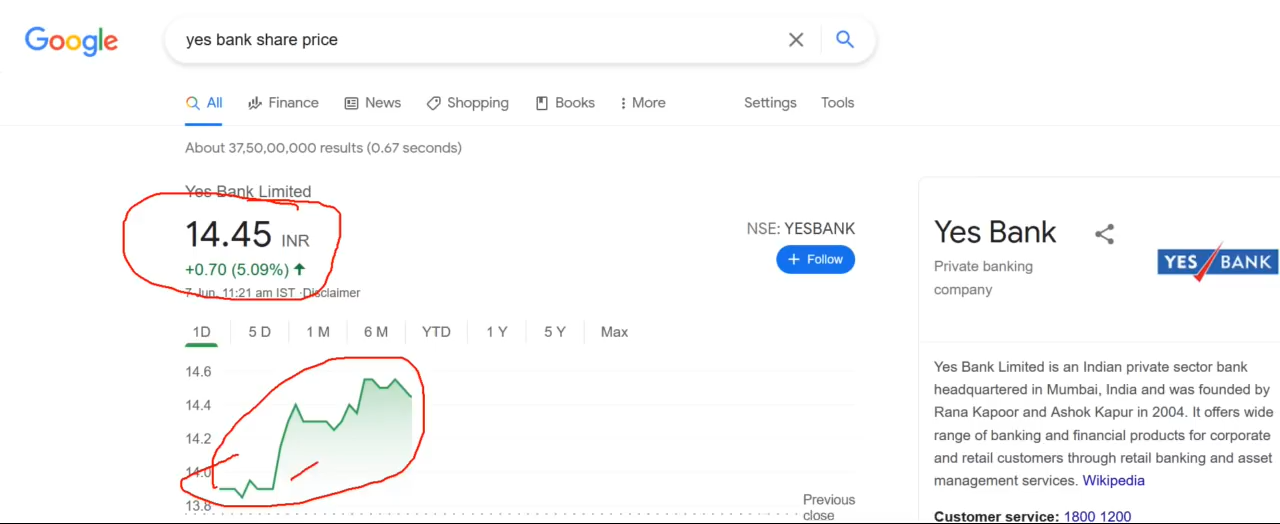 Google
yes bank share price
All Finance News Shopping Books More Settings Tools
About 37,50,00,000 results (0.67 seconds)
Yes Bank Limited
14.45 INR
+0.70 (5.09%)
7 Jun, 11:21 am IST · Disclaimer
NSE: YESBANK
+ Follow
1D 5 D 1 M 6 M YTD 1 Y 5 Y Max
14.6
14.4
14.2
14.0
13.8
Previous
close
Yes Bank
Private banking
company
YES BANK
Yes Bank Limited is an Indian private sector bank
headquartered in Mumbai, India and was founded by
Rana Kapoor and Ashok Kapur in 2004. It offers wide
range of banking and financial products for corporate
and retail customers through retail banking and asset
management services. Wikipedia
Customer service: 1800 1200